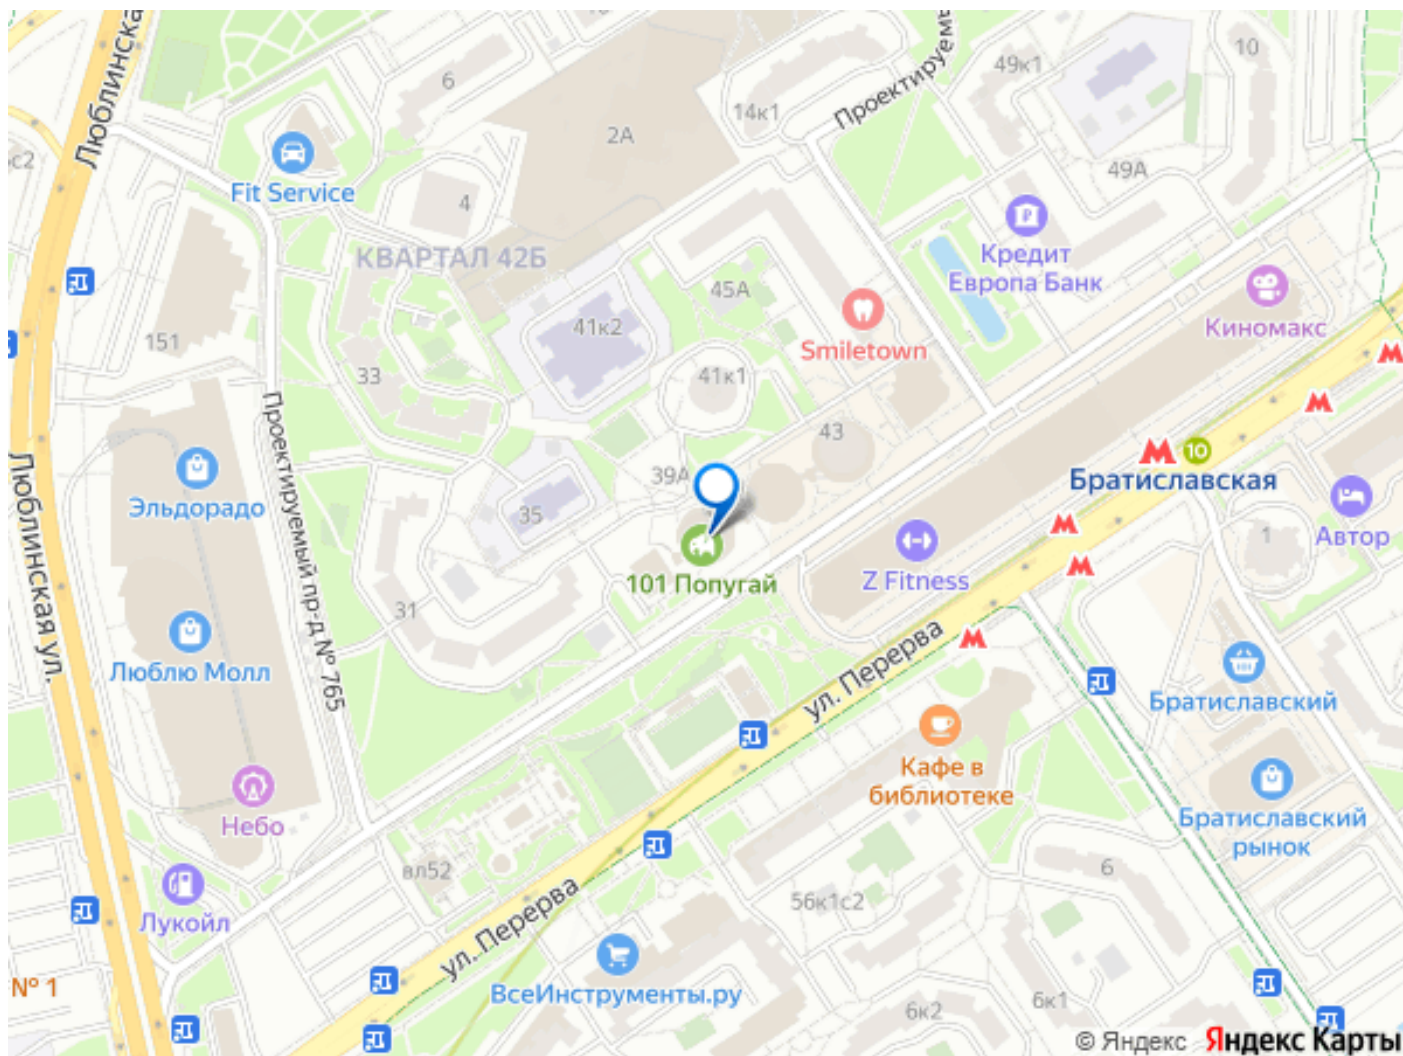 Люблинская
6
10
49к1
10
Проектируемы
14к1
2А
с2
Fit Service
4
49А
КВАРТАЛ 42Б
Кредит
Европа Банк
45А
Киномакс
41к2
Smiletown
151
33
41к1
Проектируемый пр-д № 765
43
39А
10
Братиславская
Люблинская ул.
Эльдорадо
35
Автор
1
101 Попугай
Z Fitness
31
ул. Перерва
Люблю Молл
Братиславский
Кафе в
библиотеке
Небо
Братиславский
рынок
вл52
6
56к1с2
Лукойл
ул. Перерва
№ 1
ВсеИнструменты.ру
6к2
6к1
© Яндекс Яндекс Карты